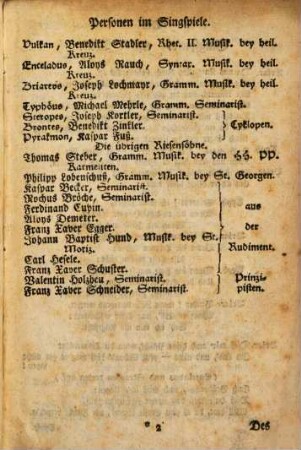 Personen im Singspiele.
Vulkan, Benedikt Stadler, Rhet. II. Musik. bey heil.
Kreuz.
Enceladus, Aloys Rauch, Syntax. Musik. bey heil.
Kreuz.
Briareus, Joseph Lochmayr, Gramm. Musik. bey heil.
Kreuz.
Typhöus, Michael Mehrle, Gramm. Seminarist.
Steropes, Joseph Kortler, Seminarist.
Brontes, Benedikt Zinkler.
Cyklopen.
Pyrakmon, Kaspar Fuß.
Die übrigen Riesensöhne.
Thomas Steber, Gramm. Musik. bey den HH. PP.
Karmeliten.
Philipp Lodenschuß, Gramm. Musik. bey St. Georgen.
Kaspar Becker, Seminarist.
Rochus Bröche, Seminarist.
Ferdinand Eupin.
aus
Aloys Demeter.
Franz Xaver Egger.
der
Johann Baptist Hund, Musik. bey St.
Moriz.
Rudiment.
Carl Hesele.
Franz Xaver Schuster.
Valentin Holzheu, Seminarist.
Prinzi-
Franz Xaver Schneider, Seminarist.
pisten.
* 2
Des